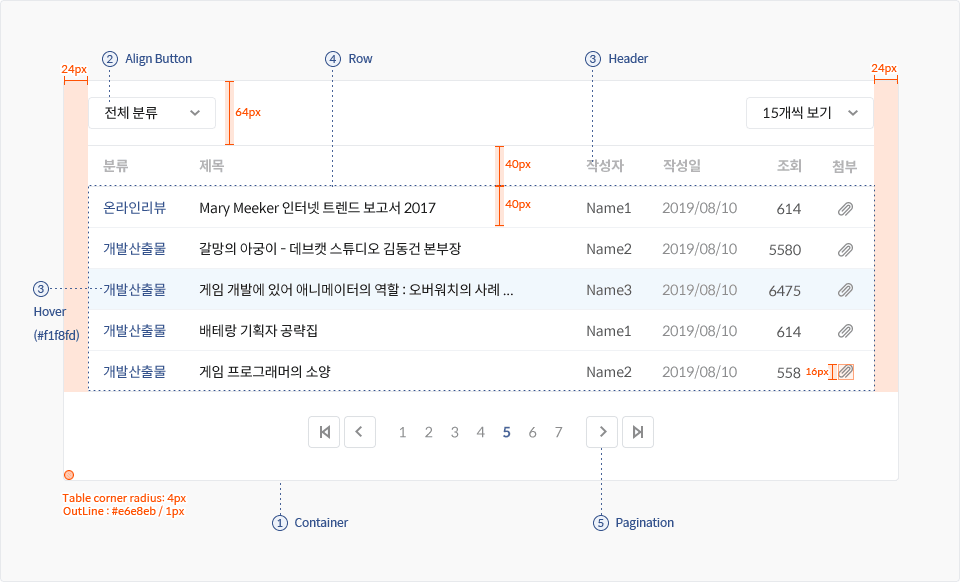 ② Align Button
④ Row
③ Header
24px
24px
전체 분류
64px
15개씩 보기
분류 제목 40px 작성자 작성일 조회 첨부
온라인리뷰 Mary Meeker 인터넷 트렌드 보고서 2017 40px Name1 2019/08/10 614
개발산출물 갈망의 아궁이 - 데브캣 스튜디오 김동건 본부장 Name2 2019/08/10 5580
③ 개발산출물 게임 개발에 있어 애니메이터의 역할 : 오버워치의 사례 ... Name3 2019/08/10 6475
Hover
(#f1f8fd)
개발산출물 배테랑 기획자 공략집 Name1 2019/08/10 614
개발산출물 게임 프로그래머의 소양 Name2 2019/08/10 558 16px
1 2 3 4 5 6 7
Table corner radius: 4px
OutLine : #e6e8eb / 1px
① Container
⑤ Pagination